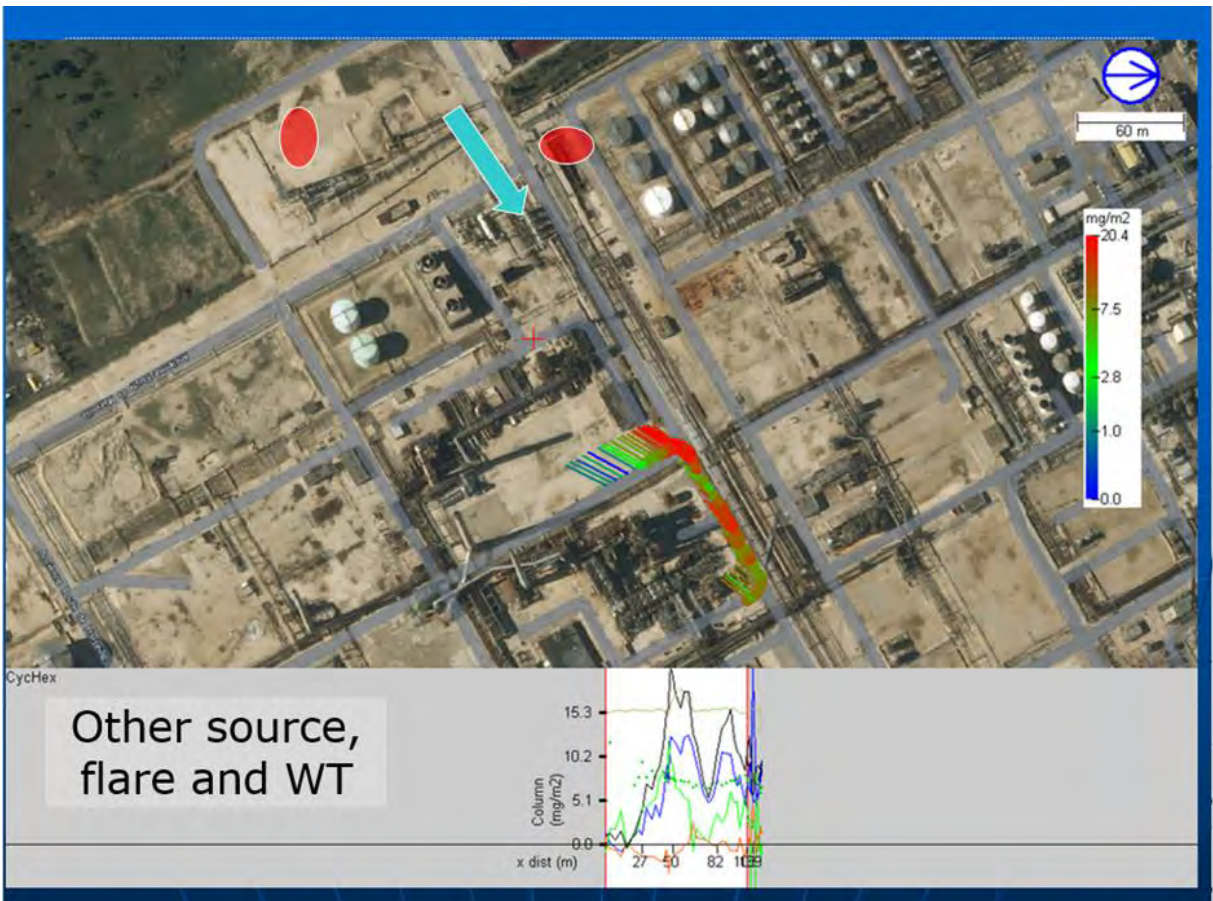 60 m
mg/m2
20.4
7.5
2.8
1.0
0.0
CycHex
Other source,
flare and WT
15.3
10.2
5.1
0.0
Column
(mg/m2)
x dist (m)
27
50
82